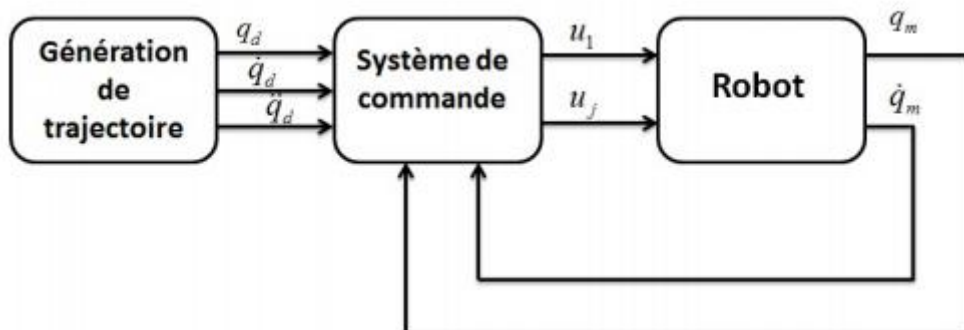 Génération
de
trajectoire
q_d
q̇_d
q̈_d
Système de
commande
u_1
u_j
Robot
q_m
q̇_m